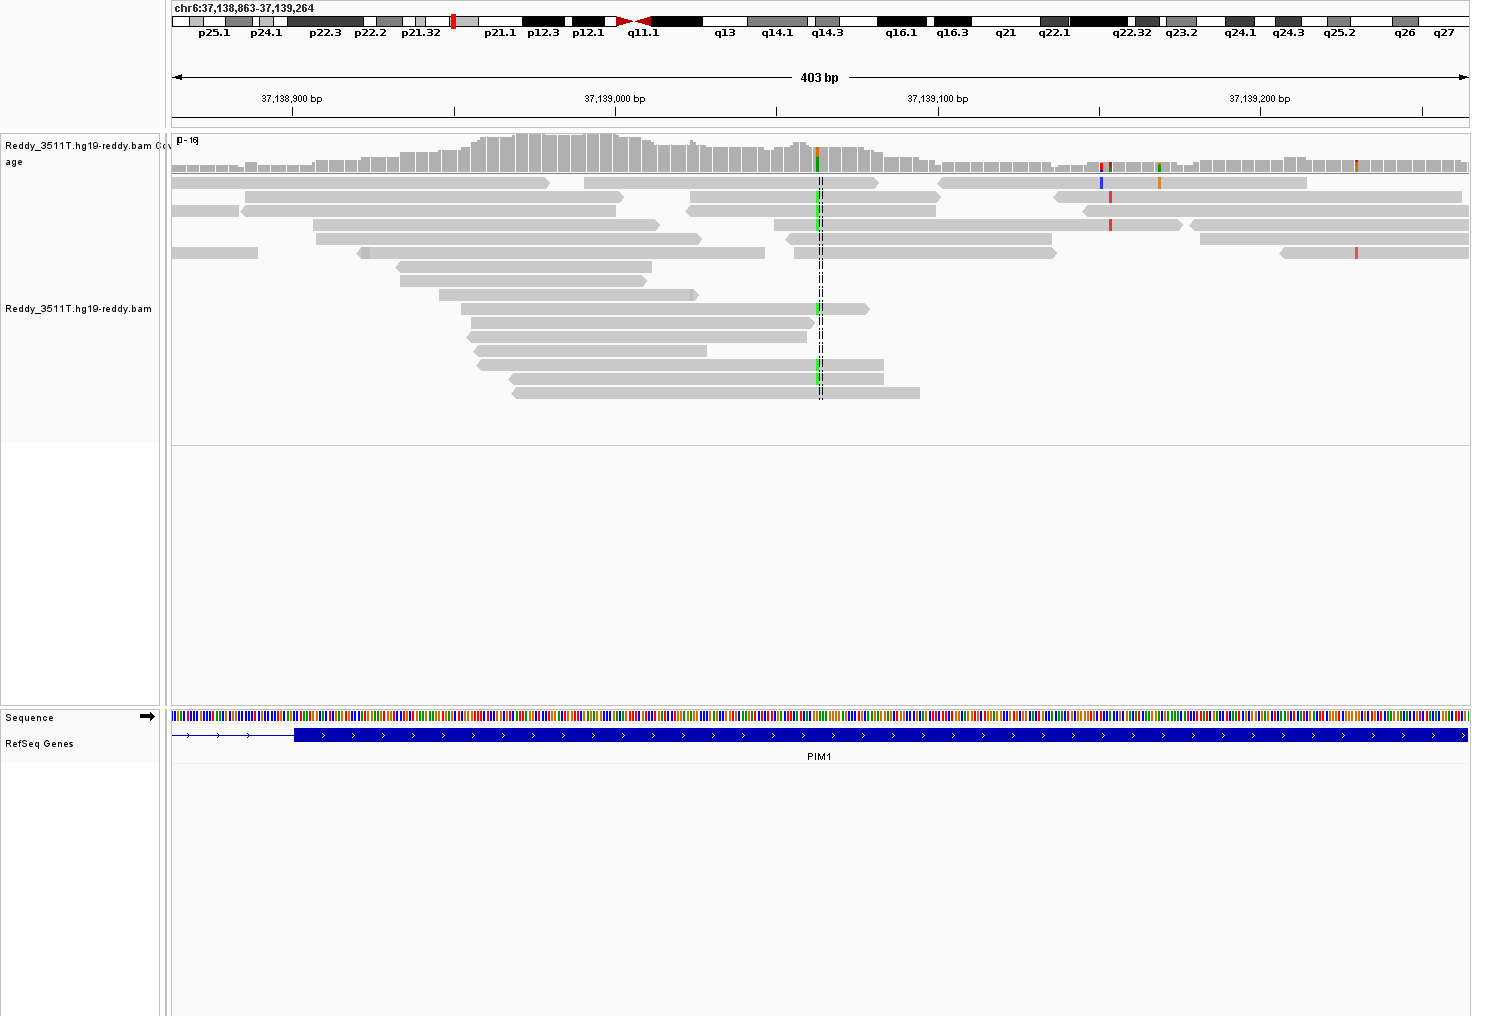 chr6:37,138,863-37,139,264
p25.1 p24.1 p22.3 p22.2 p21.32 p21.1 p12.3 p12.1 q11.1 q13 q14.1 q14.3 q16.1 q16.3 q21 q22.1 q22.32 q23.2 q24.1 q24.3 q25.2 q26 q27
403 bp
37,138,900 bp 37,139,000 bp 37,139,100 bp 37,139,200 bp
[0 - 16]
Reddy_3511T.hg19-reddy.bam Cov
age
Reddy_3511T.hg19-reddy.bam
Sequence
RefSeq Genes
PIM1